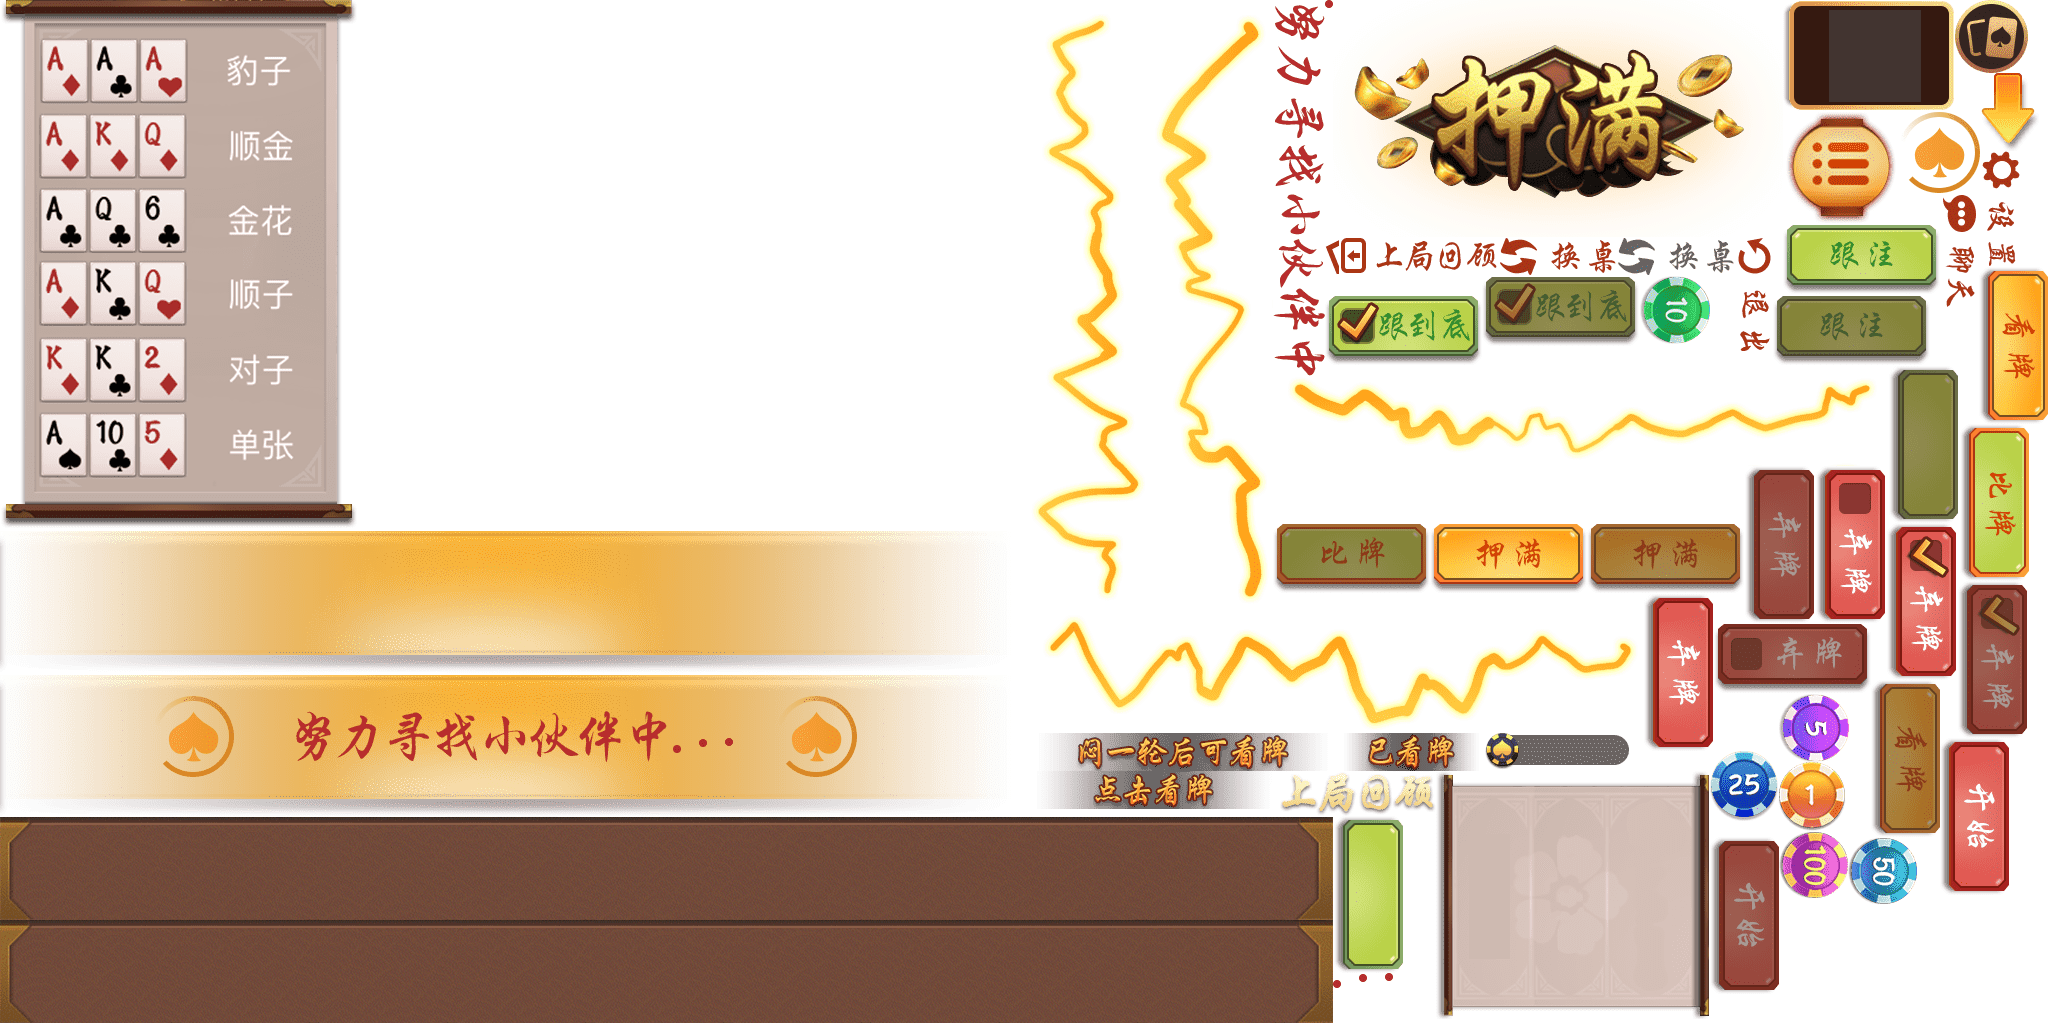 A A A 豹子
A K Q 顺金
A Q 6 金花
A K Q 顺子
K K 2 对子
A 10 5 单张
努力寻找小伙伴中...
努力寻找小伙伴中
押满
上局回顾
换桌
换桌
退出
设置
聊天
跟注
跟到底
跟到底
10
跟注
看牌
比牌
比牌
押满
押满
弃牌
弃牌
弃牌
弃牌
弃牌
弃牌
看牌
开始
开始
闷一轮后可看牌
已看牌
点击看牌
上局回顾
5
25
1
100
50